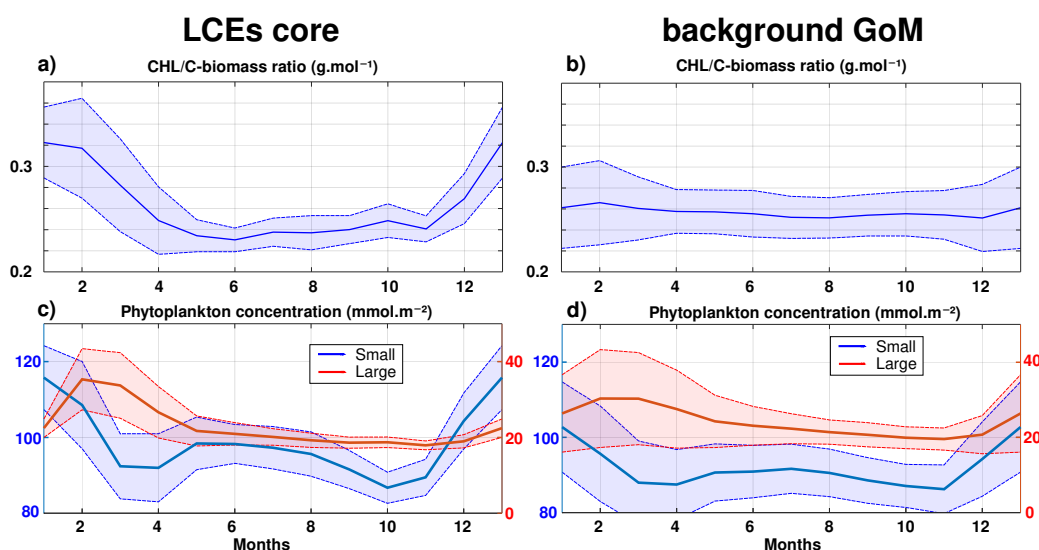 LCEs core
background GoM
a)
CHL/C-biomass ratio (g.mol⁻¹)
0.3
0.2
2 4 6 8 10 12
b)
CHL/C-biomass ratio (g.mol⁻¹)
0.3
0.2
2 4 6 8 10 12
c)
Phytoplankton concentration (mmol.m⁻²)
Small
Large
120
100
80
40
20
0
2 4 6 8 10 12
Months
d)
Phytoplankton concentration (mmol.m⁻²)
Small
Large
120
100
80
40
20
0
2 4 6 8 10 12
Months